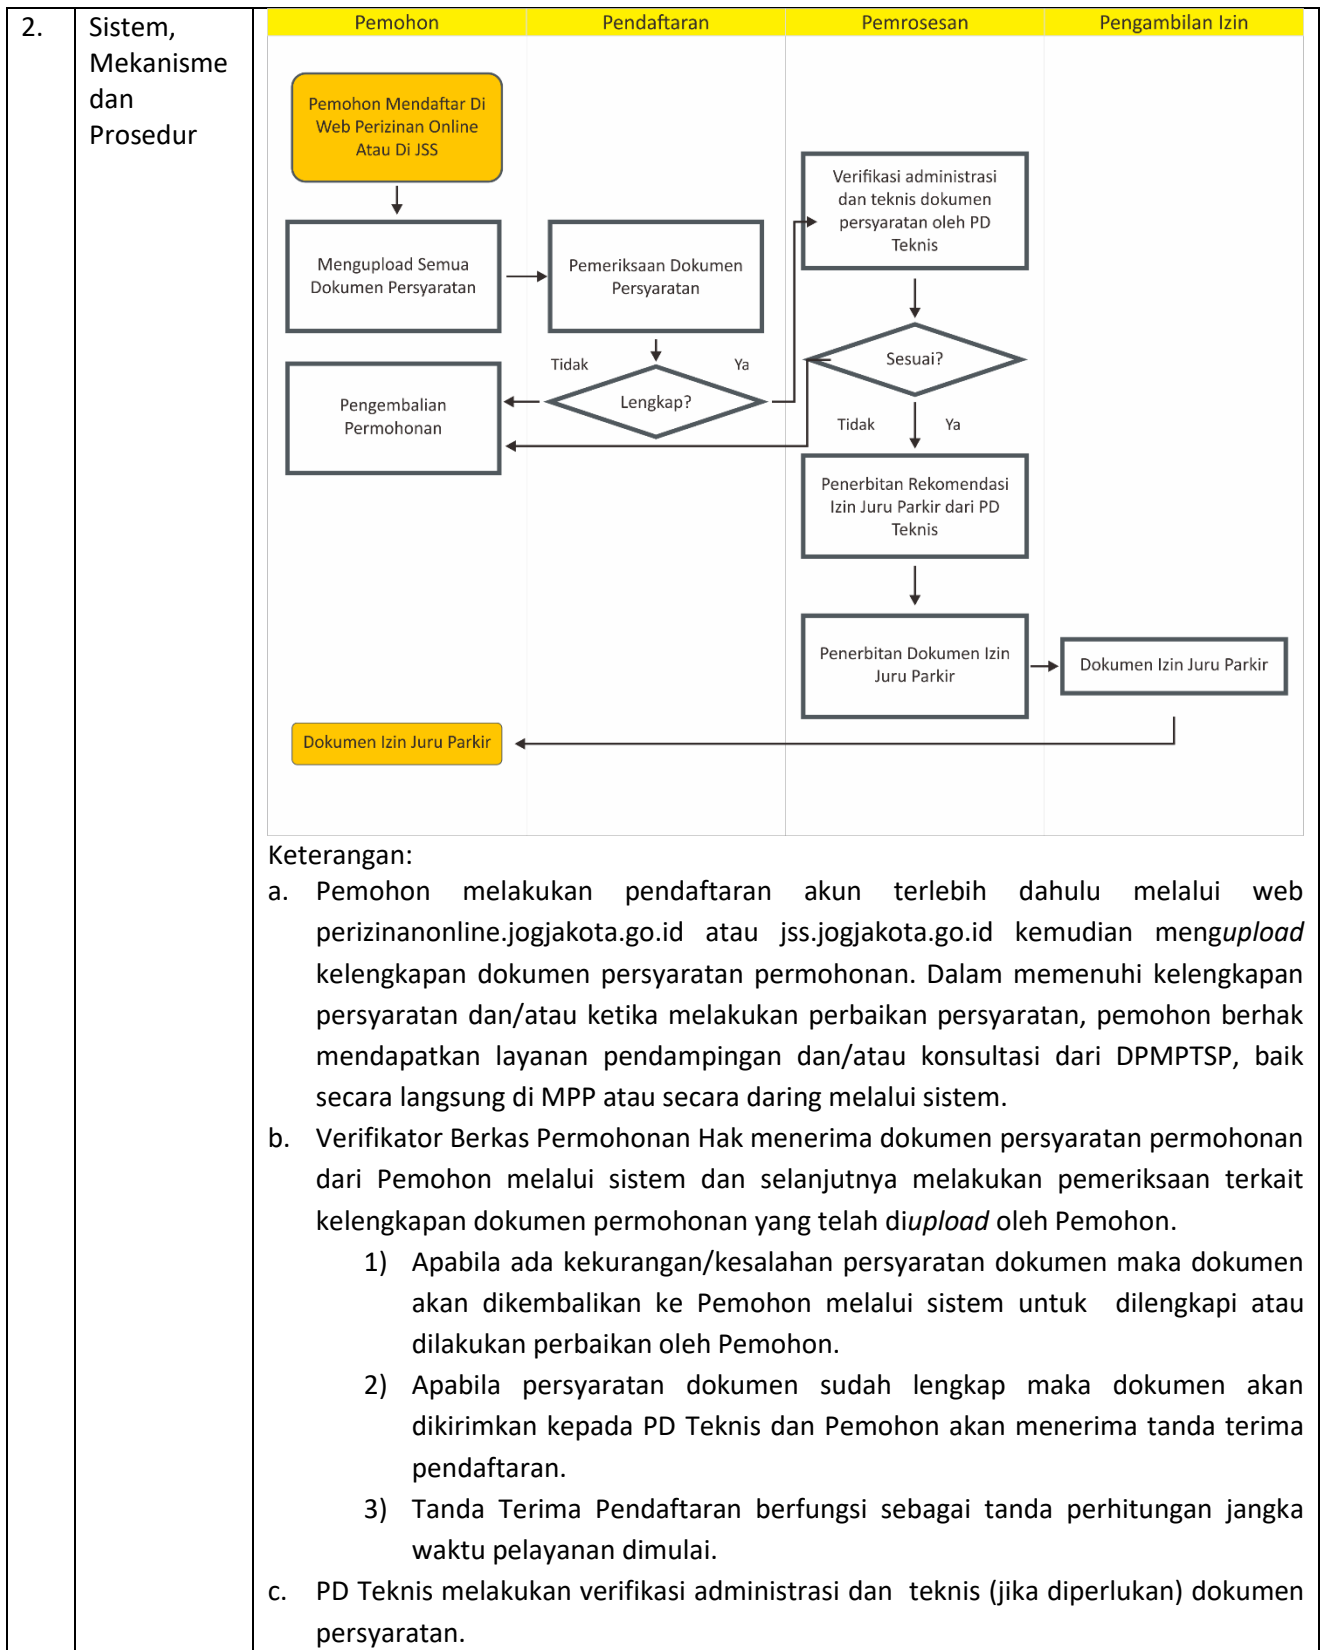 2.
Sistem,
Mekanisme
dan
Prosedur
Pemohon
Pendaftaran
Pemrosesan
Pengambilan Izin
Pemohon Mendaftar Di
Web Perizinan Online
Atau Di JSS
Mengupload Semua
Dokumen Persyaratan
Pemeriksaan Dokumen
Persyaratan
Verifikasi administrasi
dan teknis dokumen
persyaratan oleh PD
Teknis
Tidak
Ya
Lengkap?
Sesuai?
Pengembalian
Permohonan
Tidak
Ya
Penerbitan Rekomendasi
Izin Juru Parkir dari PD
Teknis
Penerbitan Dokumen Izin
Juru Parkir
Dokumen Izin Juru Parkir
Dokumen Izin Juru Parkir
Keterangan:
a. Pemohon melakukan pendaftaran akun terlebih dahulu melalui web
perizinanonline.jogjakota.go.id atau jss.jogjakota.go.id kemudian mengupload
kelengkapan dokumen persyaratan permohonan. Dalam memenuhi kelengkapan
persyaratan dan/atau ketika melakukan perbaikan persyaratan, pemohon berhak
mendapatkan layanan pendampingan dan/atau konsultasi dari DPMPTSP, baik
secara langsung di MPP atau secara daring melalui sistem.
b. Verifikator Berkas Permohonan Hak menerima dokumen persyaratan permohonan
dari Pemohon melalui sistem dan selanjutnya melakukan pemeriksaan terkait
kelengkapan dokumen permohonan yang telah diupload oleh Pemohon.
1) Apabila ada kekurangan/kesalahan persyaratan dokumen maka dokumen
akan dikembalikan ke Pemohon melalui sistem untuk dilengkapi atau
dilakukan perbaikan oleh Pemohon.
2) Apabila persyaratan dokumen sudah lengkap maka dokumen akan
dikirimkan kepada PD Teknis dan Pemohon akan menerima tanda terima
pendaftaran.
3) Tanda Terima Pendaftaran berfungsi sebagai tanda perhitungan jangka
waktu pelayanan dimulai.
c. PD Teknis melakukan verifikasi administrasi dan teknis (jika diperlukan) dokumen
persyaratan.